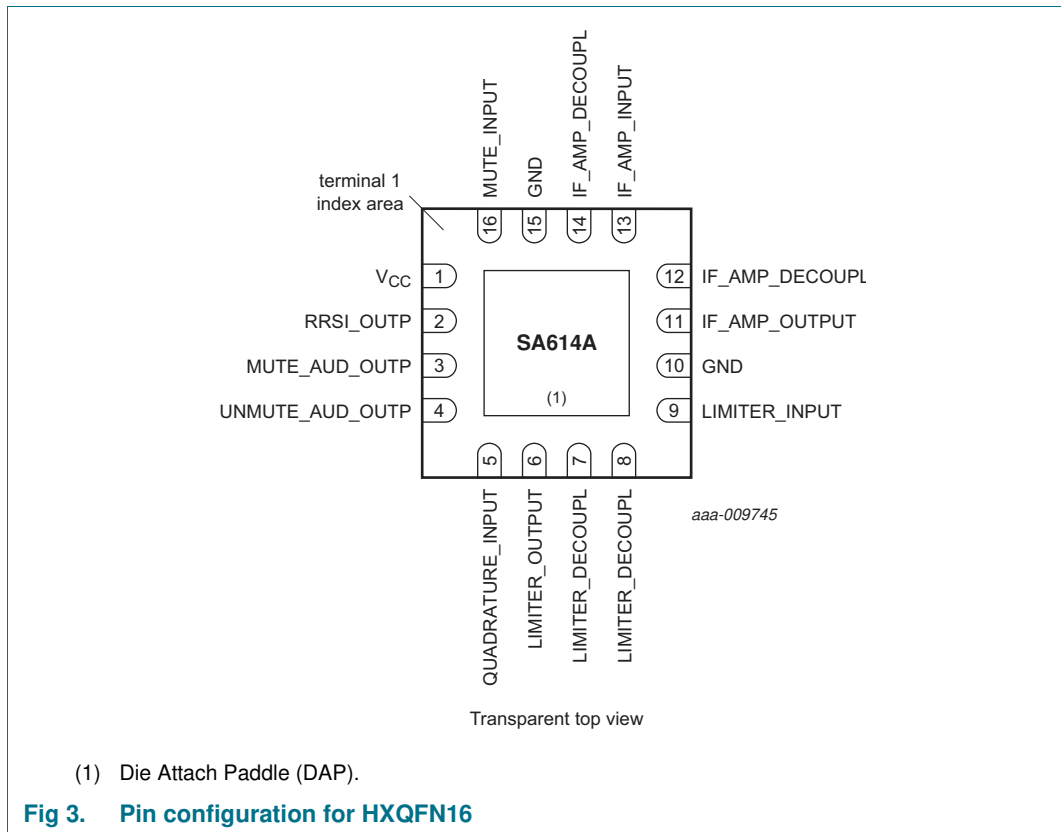 MUTE_INPUT
GND
IF_AMP_DECOUPL
IF_AMP_INPUT
terminal 1
index area
16
15
14
13
VCC 1
12 IF_AMP_DECOUPL
RRSI_OUTP 2
11 IF_AMP_OUTPUT
SA614A
MUTE_AUD_OUTP 3
10 GND
(1)
UNMUTE_AUD_OUTP 4
9 LIMITER_INPUT
5
6
7
8
QUADRATURE_INPUT
LIMITER_OUTPUT
LIMITER_DECOUPL
LIMITER_DECOUPL
aaa-009745
Transparent top view
(1) Die Attach Paddle (DAP).
Fig 3. Pin configuration for HXQFN16